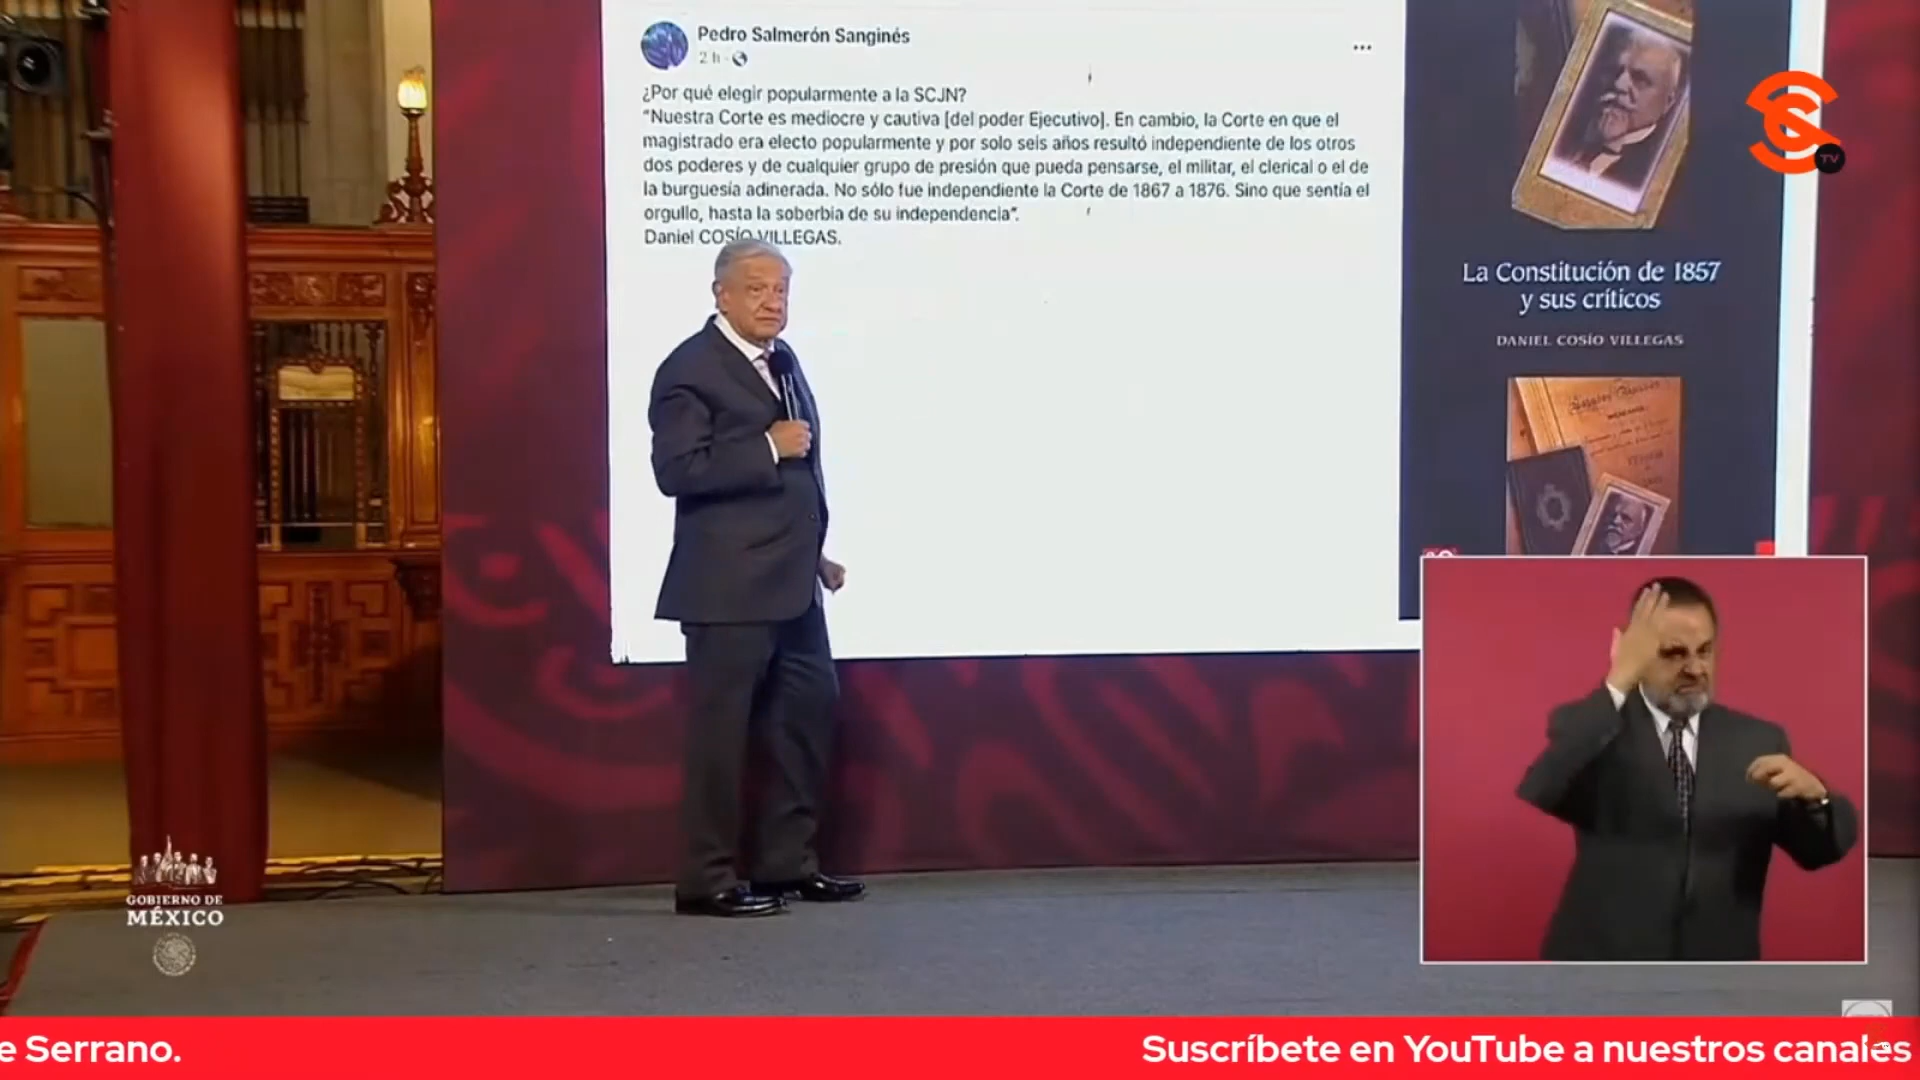 Pedro Salmerón Sanginés
2 h
¿Por qué elegir popularmente a la SCJN?
"Nuestra Corte es mediocre y cautiva [del poder Ejecutivo]. En cambio, la Corte en que el
magistrado era electo popularmente y por solo seis años resultó independiente de los otros
dos poderes y de cualquier grupo de presión que pueda pensarse, el militar, el clerical o el de
la burguesía adinerada. No sólo fue independiente la Corte de 1867 a 1876. Sino que sentía el
orgullo, hasta la soberbia de su independencia".
Daniel COSÍO VILLEGAS.
TV
La Constitución de 1857
y sus críticos
DANIEL COSÍO VILLEGAS
GOBIERNO DE
MÉXICO
e Serrano.
Suscríbete en YouTube a nuestros canales